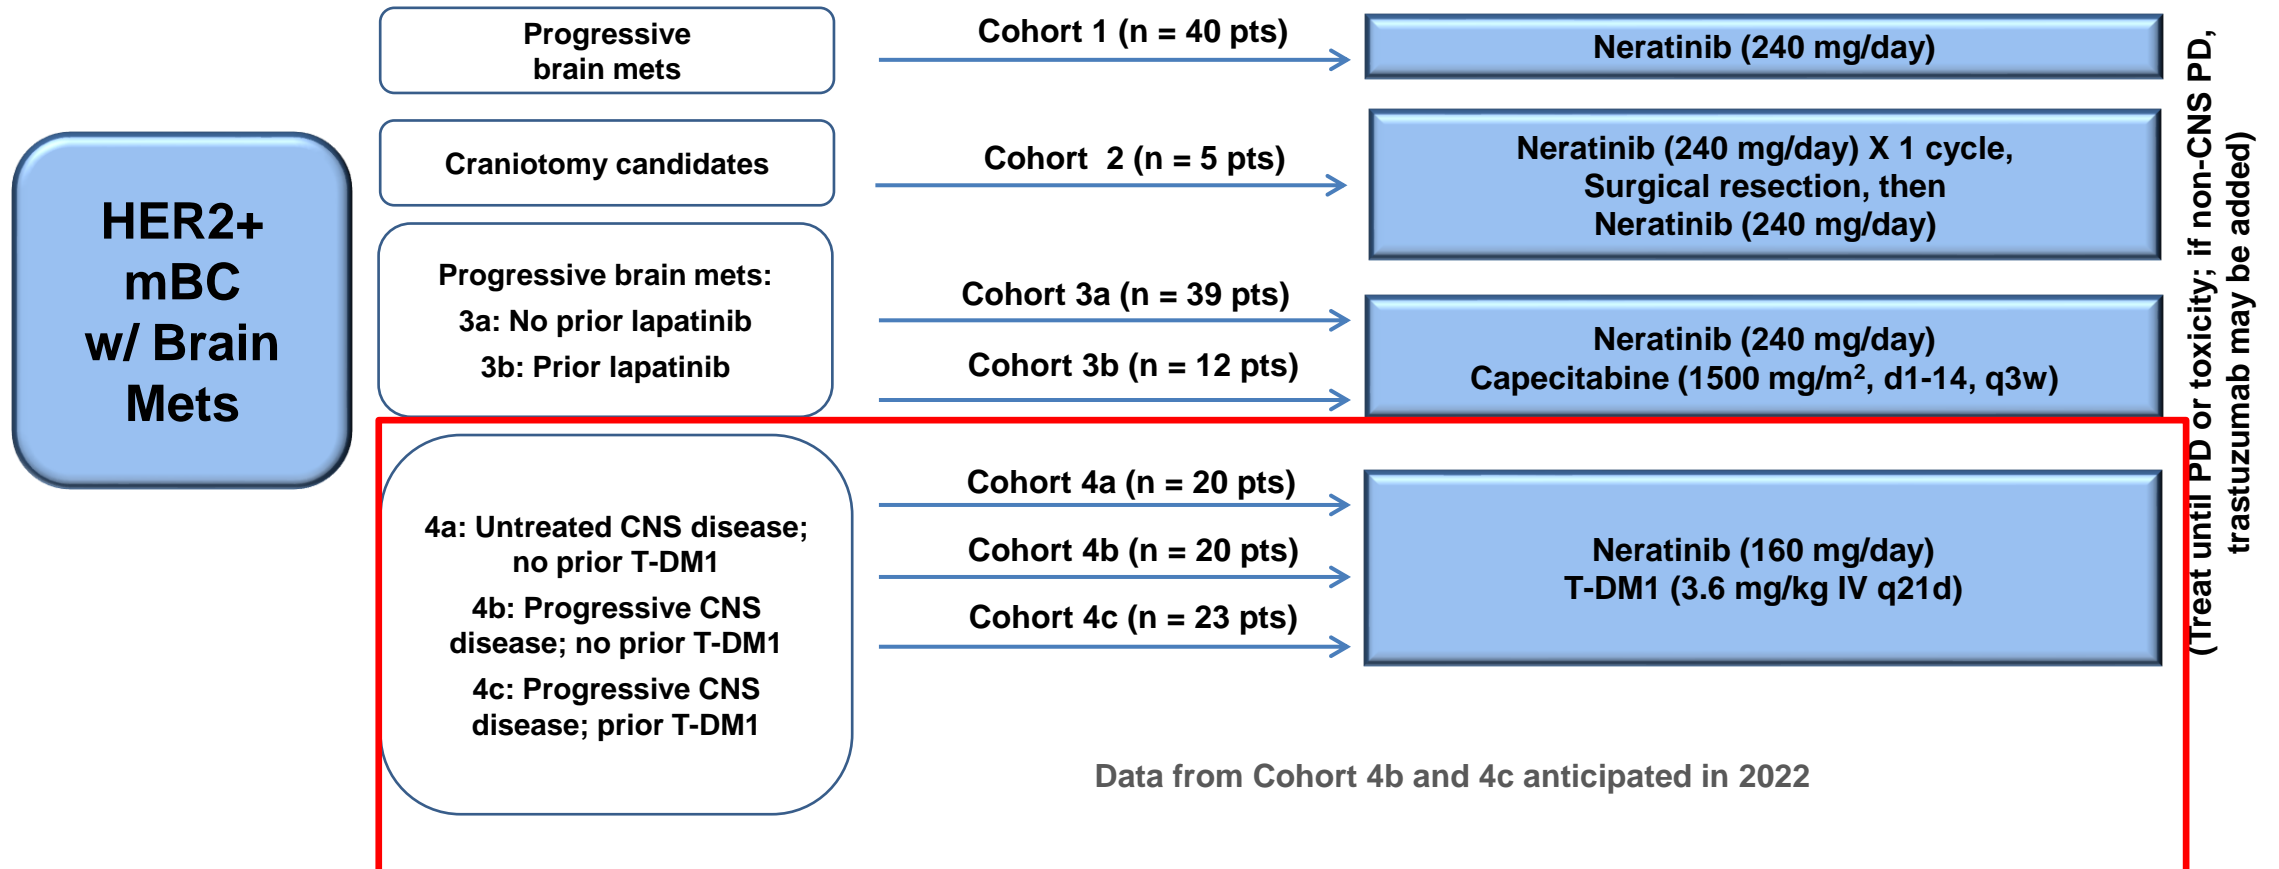 HER2+
mBC
w/ Brain
Mets
Progressive
brain mets
Cohort 1 (n = 40 pts)
Neratinib (240 mg/day)
Craniotomy candidates
Cohort  2 (n = 5 pts)
Neratinib (240 mg/day) X 1 cycle,
Surgical resection, then
Neratinib (240 mg/day)
Progressive brain mets:
3a: No prior lapatinib
3b: Prior lapatinib
Cohort 3a (n = 39 pts)
Cohort 3b (n = 12 pts)
Neratinib (240 mg/day)
Capecitabine (1500 mg/m², d1-14, q3w)
4a: Untreated CNS disease;
no prior T-DM1
4b: Progressive CNS
disease; no prior T-DM1
4c: Progressive CNS
disease; prior T-DM1
Cohort 4a (n = 20 pts)
Cohort 4b (n = 20 pts)
Cohort 4c (n = 23 pts)
Neratinib (160 mg/day)
T-DM1 (3.6 mg/kg IV q21d)
Data from Cohort 4b and 4c anticipated in 2022
(Treat until PD or toxicity; if non-CNS PD,
trastuzumab may be added)